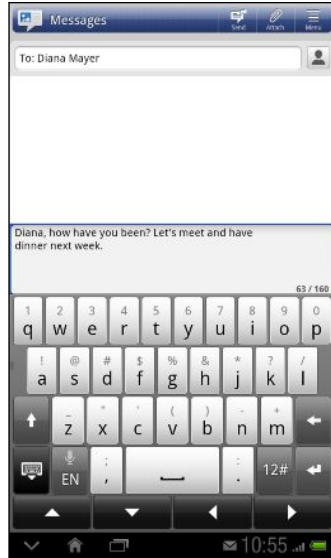 Messages
Send Attach Menu
To: Diana Mayer
Diana, how have you been? Let's meet and have
dinner next week.
63 / 160
1 2 3 4 5 6 7 8 9 0
q w e r t y u i o p
! @ # $ % & * ? /
a s d f g h j k l
_ " ' ( ) - +
z x c v b n m
EN ; , : . 12#
10:55